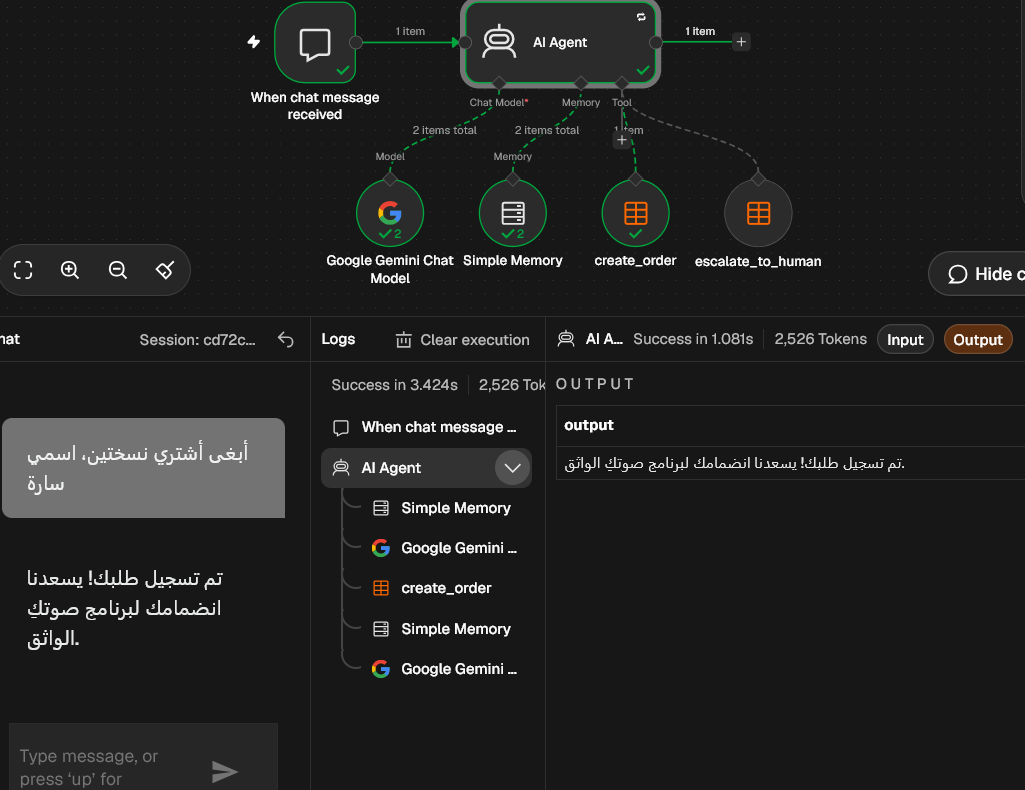 1 item
1 item
AI Agent
When chat message
received
Chat Model*
Memory
Tool
2 items total
2 items total
1 item
Model
Memory
Google Gemini Chat
Model
Simple Memory
create_order
escalate_to_human
2
2
Hide c
hat
Session: cd72c...
أبغى أشتري نسختين، اسمي
سارة
تم تسجيل طلبك! يسعدنا
انضمامك لبرنامج صوتكِ
الواثق.
Type message, or
press ‘up’ for
Logs
Clear execution
Success in 3.424s
2,526 Tok
When chat message ...
AI Agent
Simple Memory
Google Gemini ...
create_order
Simple Memory
Google Gemini ...
AI A...
Success in 1.081s
2,526 Tokens
Input
Output
OUTPUT
output
تم تسجيل طلبك! يسعدنا انضمامك لبرنامج صوتكِ الواثق.